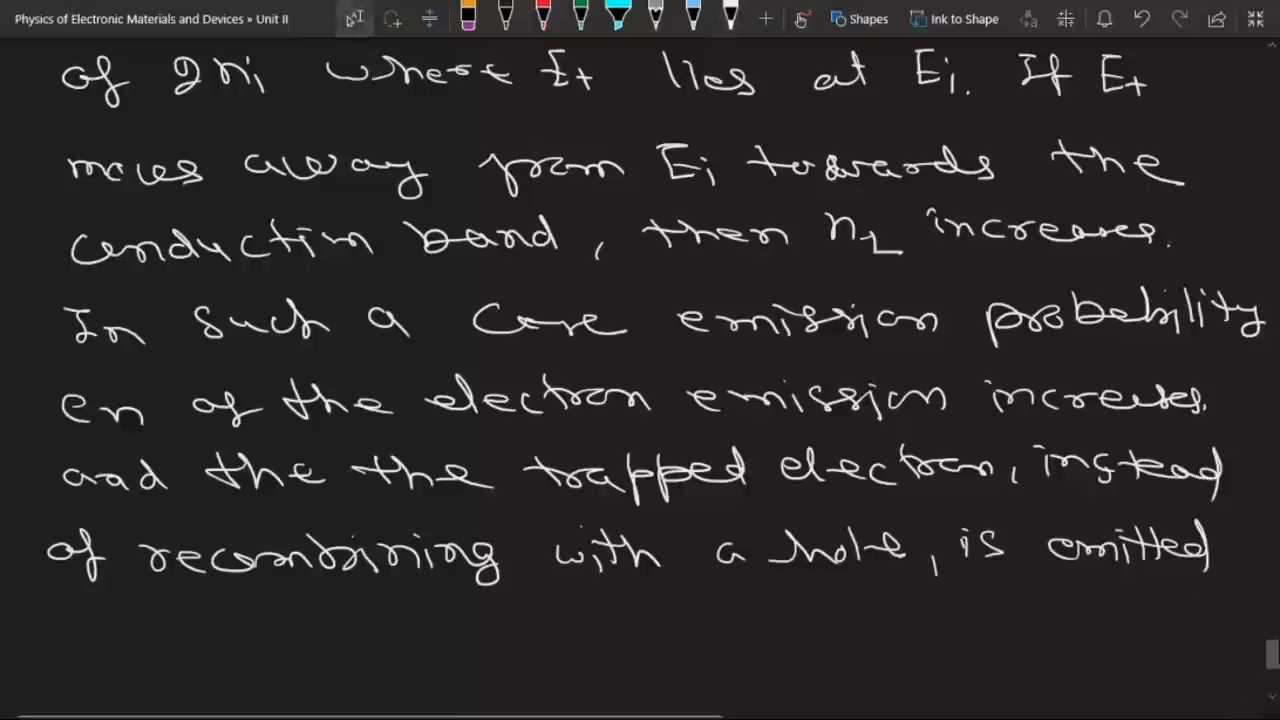 Physics of Electronic Materials and Devices » Unit II
Shapes
Ink to Shape
of 2ni where Et lies at Ei. If Et
moves away from Ei towards the
conduction band, then n1 increases.
In such a case emission probability
en of the electron emission increases
and the the trapped electron, instead
of recombining with a hole, is emitted